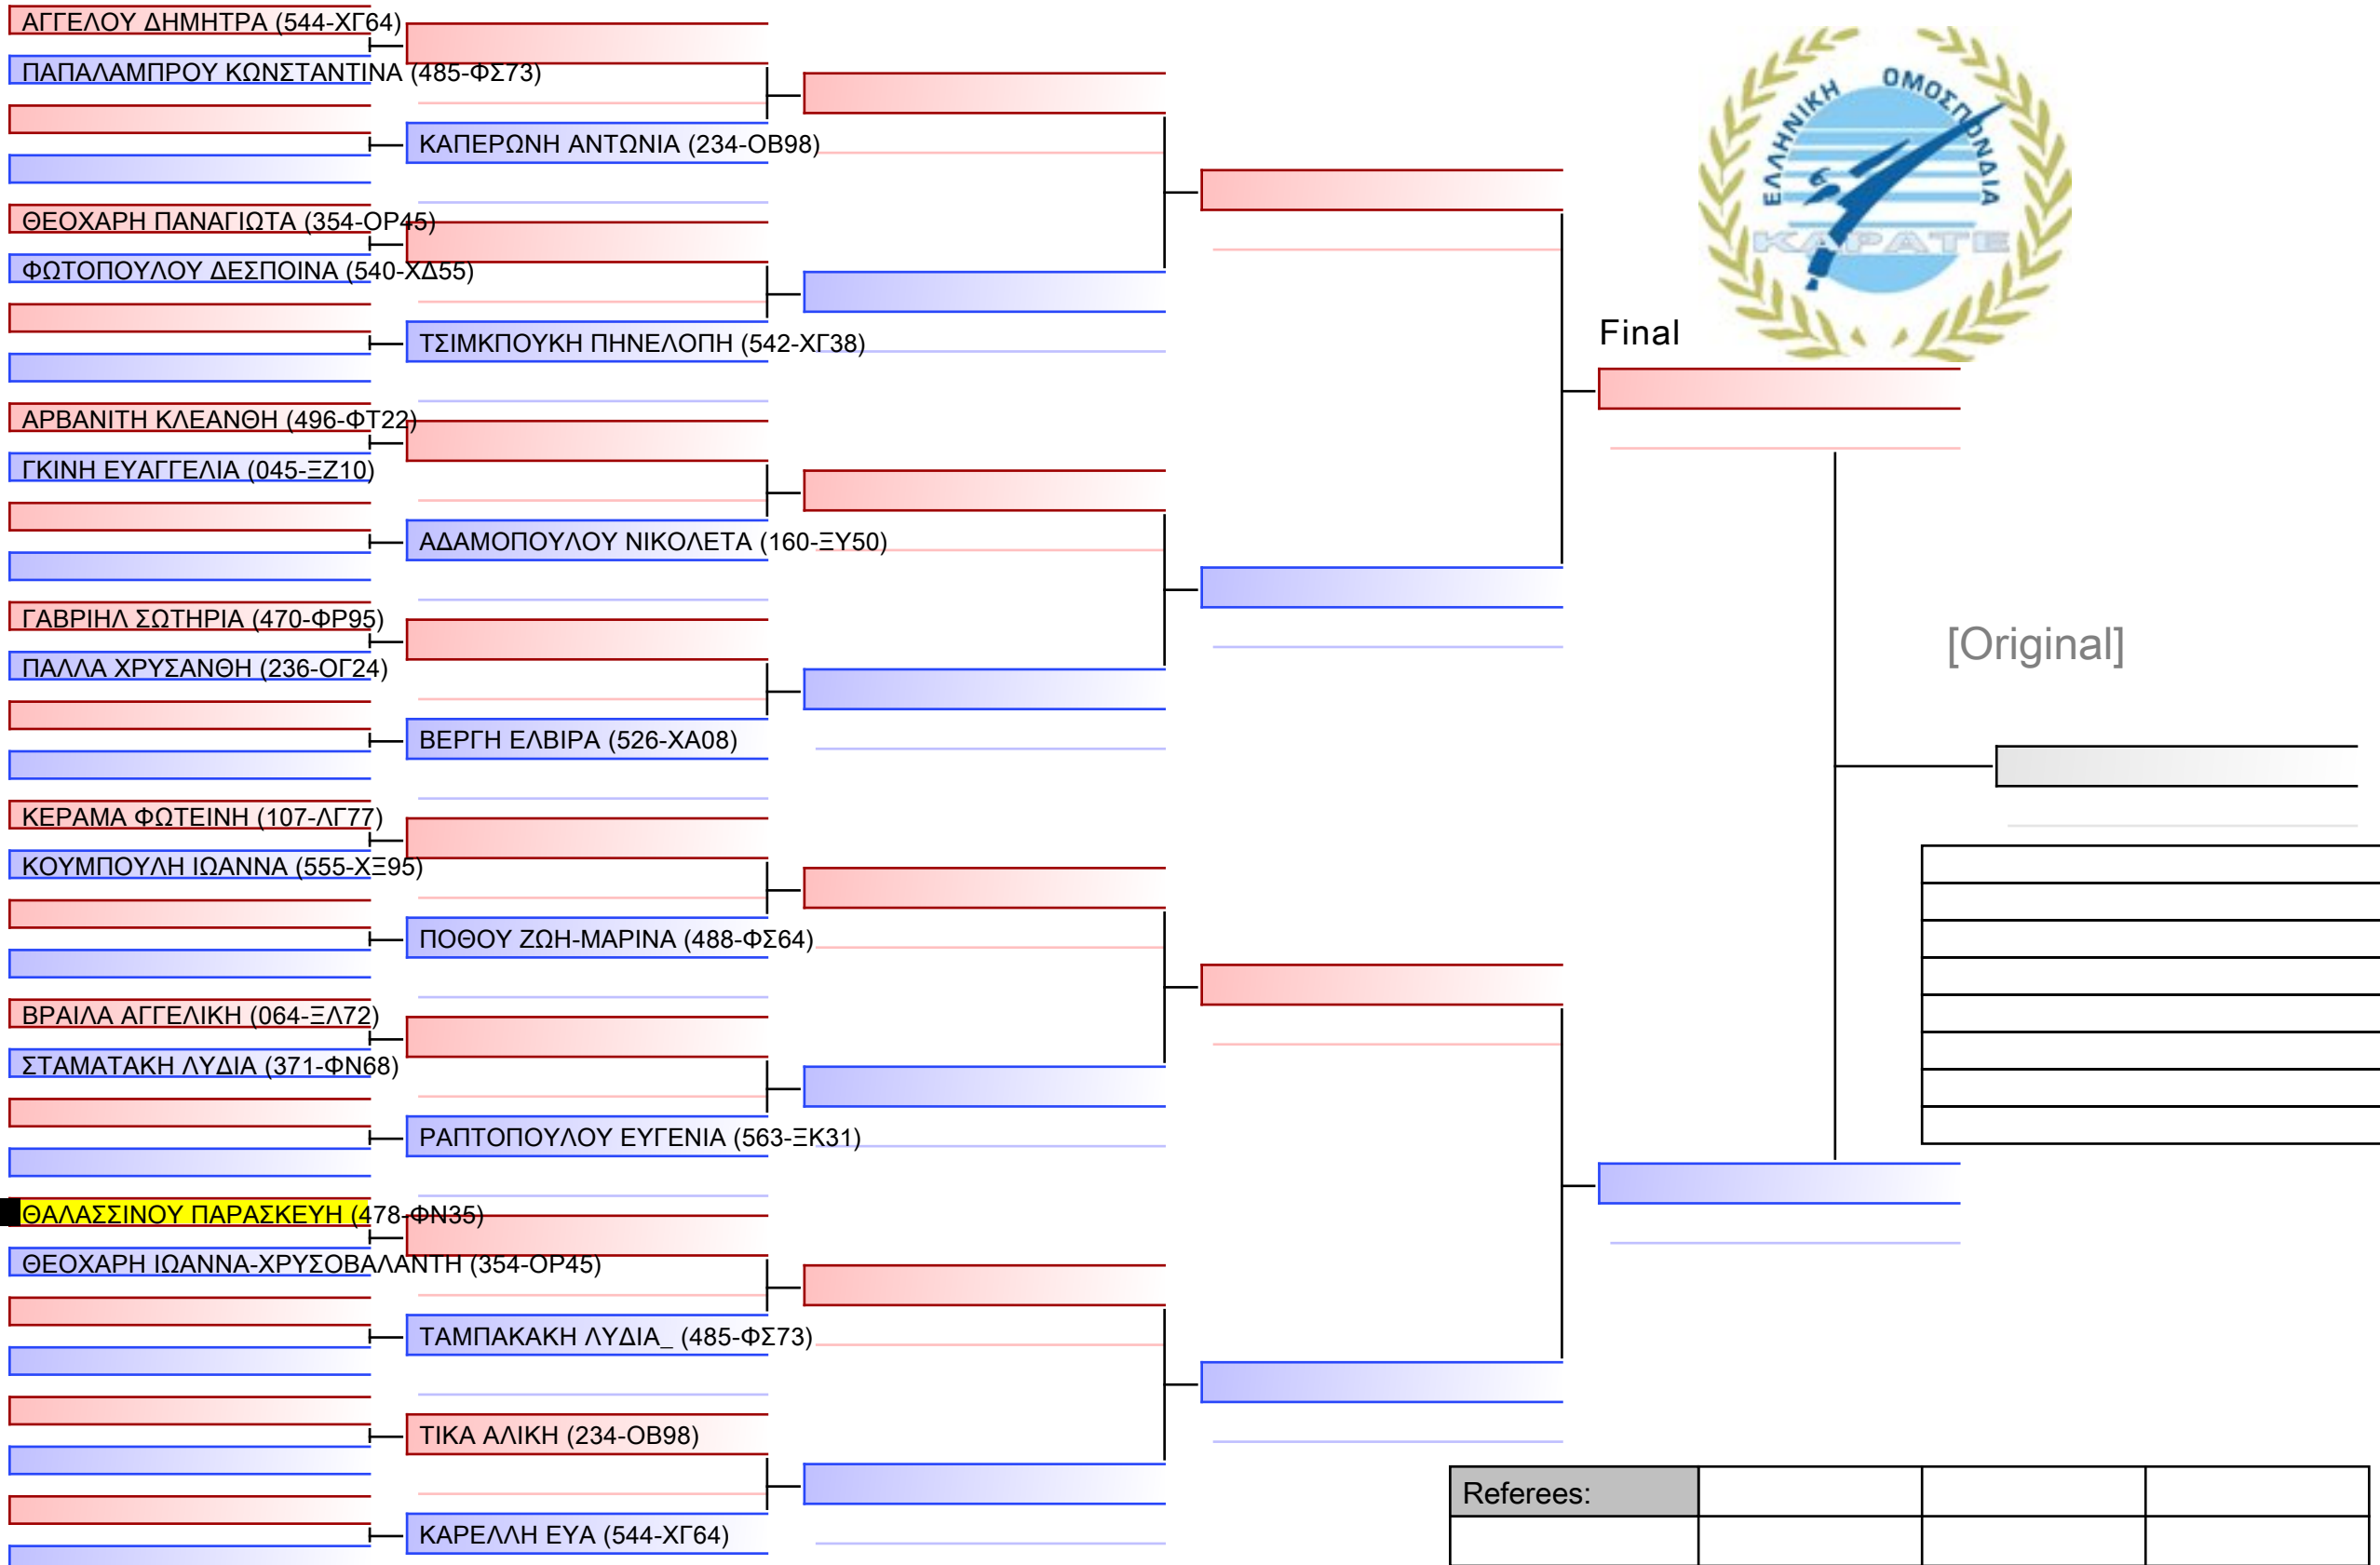 ΑΓΓΕΛΟΥ ΔΗΜΗΤΡΑ (544-ΧΓ64)
ΠΑΠΑΛΑΜΠΡΟΥ ΚΩΝΣΤΑΝΤΙΝΑ (485-ΦΣ73)
ΚΑΠΕΡΩΝΗ ΑΝΤΩΝΙΑ (234-ΟΒ98)
ΘΕΟΧΑΡΗ ΠΑΝΑΓΙΩΤΑ (354-ΟΡ45)
ΦΩΤΟΠΟΥΛΟΥ ΔΕΣΠΟΙΝΑ (540-ΧΔ55)
ΤΣΙΜΚΠΟΥΚΗ ΠΗΝΕΛΟΠΗ (542-ΧΓ38)
ΑΡΒΑΝΙΤΗ ΚΛΕΑΝΘΗ (496-ΦΤ22)
ΓΚΙΝΗ ΕΥΑΓΓΕΛΙΑ (045-ΞΖ10)
ΑΔΑΜΟΠΟΥΛΟΥ ΝΙΚΟΛΕΤΑ (160-ΞΥ50)
ΓΑΒΡΙΗΛ ΣΩΤΗΡΙΑ (470-ΦΡ95)
ΠΑΛΛΑ ΧΡΥΣΑΝΘΗ (236-ΟΓ24)
ΒΕΡΓΗ ΕΛΒΙΡΑ (526-ΧΑ08)
ΚΕΡΑΜΑ ΦΩΤΕΙΝΗ (107-ΛΓ77)
ΚΟΥΜΠΟΥΛΗ ΙΩΑΝΝΑ (555-ΧΞ95)
ΠΟΘΟΥ ΖΩΗ-ΜΑΡΙΝΑ (488-ΦΣ64)
ΒΡΑΙΛΑ ΑΓΓΕΛΙΚΗ (064-ΞΛ72)
ΣΤΑΜΑΤΑΚΗ ΛΥΔΙΑ (371-ΦΝ68)
ΡΑΠΤΟΠΟΥΛΟΥ ΕΥΓΕΝΙΑ (563-ΞΚ31)
ΘΑΛΑΣΣΙΝΟΥ ΠΑΡΑΣΚΕΥΗ (478-ΦΝ35)
ΘΕΟΧΑΡΗ ΙΩΑΝΝΑ-ΧΡΥΣΟΒΑΛΑΝΤΗ (354-ΟΡ45)
ΤΑΜΠΑΚΑΚΗ ΛΥΔΙΑ_ (485-ΦΣ73)
ΤΙΚΑ ΑΛΙΚΗ (234-ΟΒ98)
ΚΑΡΕΛΛΗ ΕΥΑ (544-ΧΓ64)
ΕΛΛΗΝΙΚΗ ΟΜΟΣΠΟΝΔΙΑ
ΚΑΡΑΤΕ
Final
[Original]
Referees: